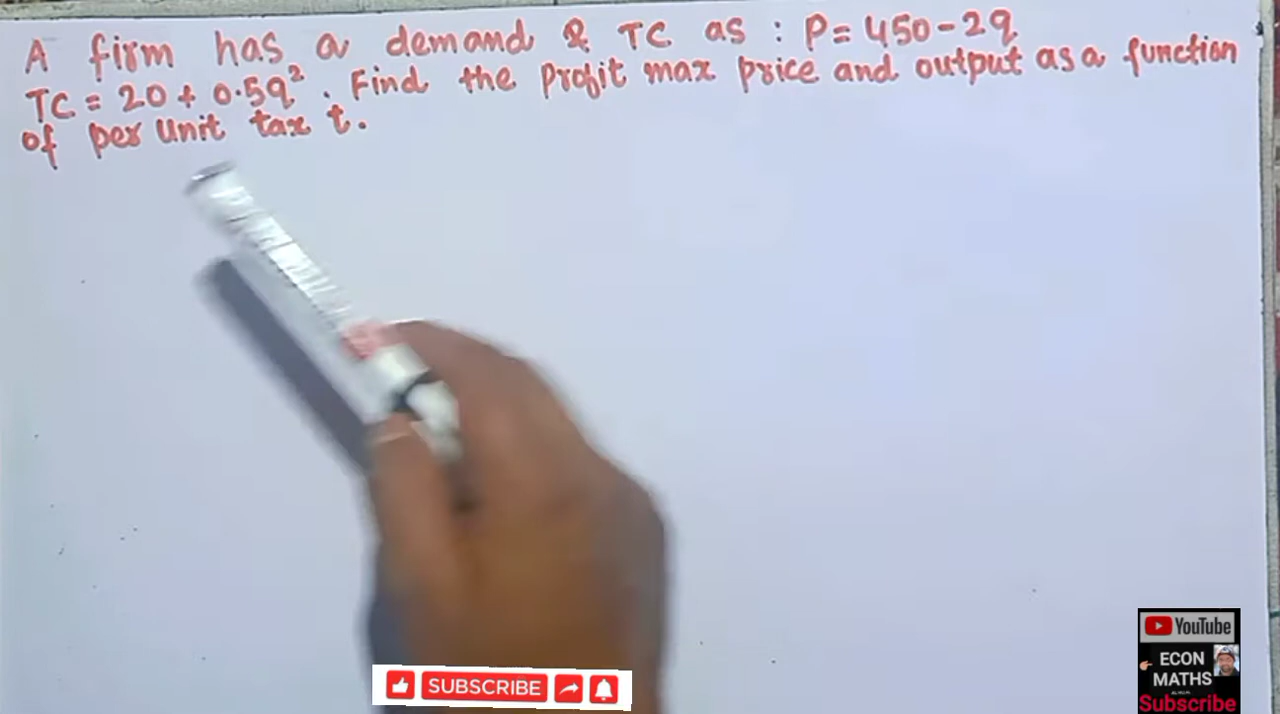 A firm has a demand & TC as : P = 450-2q
TC = 20 + 0.5q². Find the profit max price and output as a function
of per unit tax t.
SUBSCRIBE
YouTube
ECON
MATHS
Subscribe